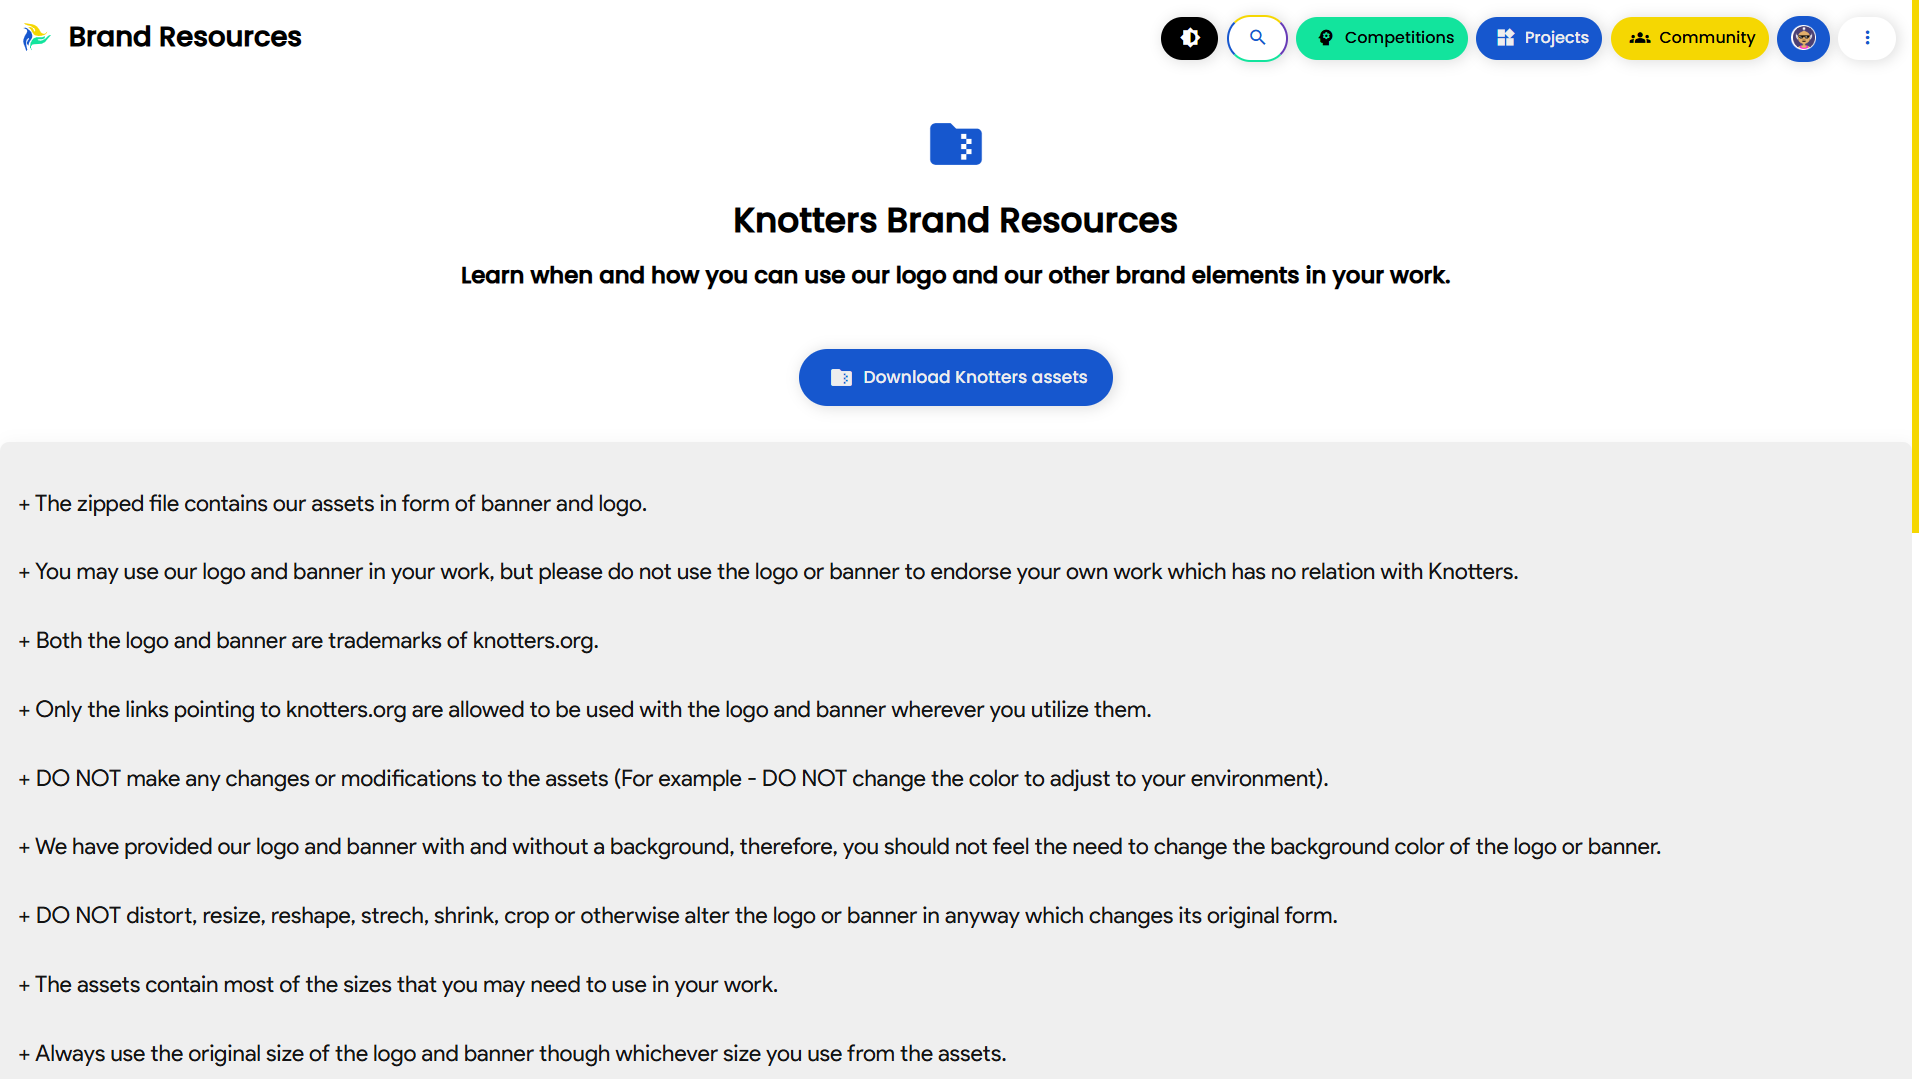 Brand Resources
Competitions
Projects
Community
Knotters Brand Resources
Learn when and how you can use our logo and our other brand elements in your work.
Download Knotters assets
+ The zipped file contains our assets in form of banner and logo.
+ You may use our logo and banner in your work, but please do not use the logo or banner to endorse your own work which has no relation with Knotters.
+ Both the logo and banner are trademarks of knotters.org.
+ Only the links pointing to knotters.org are allowed to be used with the logo and banner wherever you utilize them.
+ DO NOT make any changes or modifications to the assets (For example - DO NOT change the color to adjust to your environment).
+ We have provided our logo and banner with and without a background, therefore, you should not feel the need to change the background color of the logo or banner.
+ DO NOT distort, resize, reshape, strech, shrink, crop or otherwise alter the logo or banner in anyway which changes its original form.
+ The assets contain most of the sizes that you may need to use in your work.
+ Always use the original size of the logo and banner though whichever size you use from the assets.